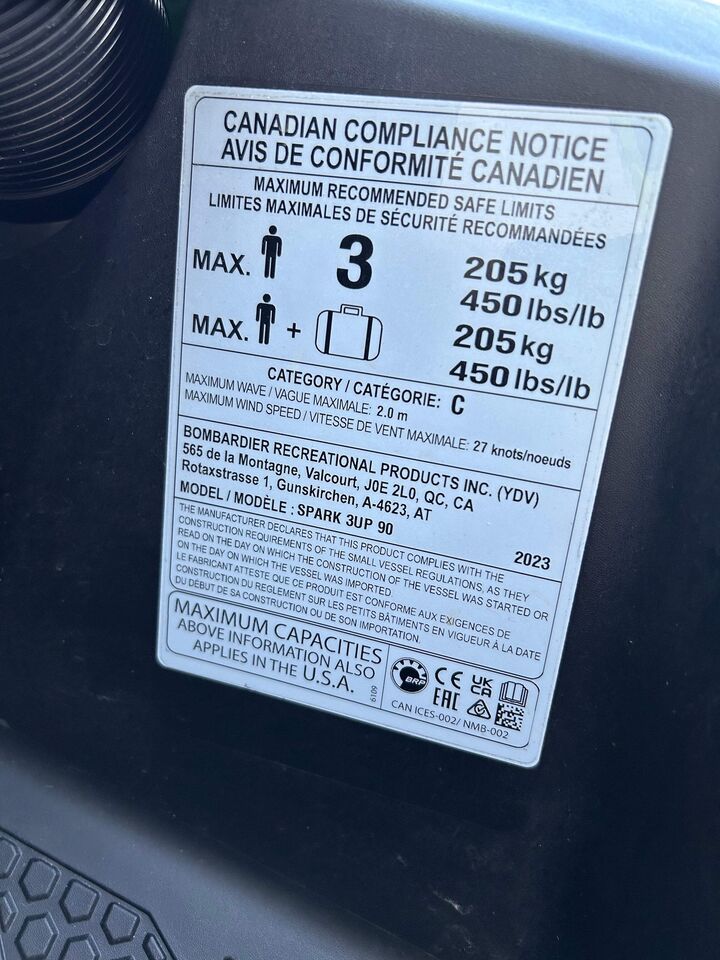 CANADIAN COMPLIANCE NOTICE
AVIS DE CONFORMITÉ CANADIEN
MAXIMUM RECOMMENDED SAFE LIMITS
LIMITES MAXIMALES DE SÉCURITÉ RECOMMANDÉES
MAX. 3 205 kg
450 lbs/lb
MAX. + 205 kg
450 lbs/lb
CATEGORY / CATÉGORIE: C
MAXIMUM WAVE / VAGUE MAXIMALE: 2.0 m
MAXIMUM WIND SPEED / VITESSE DE VENT MAXIMALE: 27 knots/noeuds
BOMBARDIER RECREATIONAL PRODUCTS INC. (YDV)
565 de la Montagne, Valcourt, J0E 2L0, QC, CA
Rotaxstrasse 1, Gunskirchen, A-4623, AT
MODEL / MODÈLE: SPARK 3UP 90 2023
THE MANUFACTURER DECLARES THAT THIS PRODUCT COMPLIES WITH THE
CONSTRUCTION REQUIREMENTS OF THE SMALL VESSEL REGULATIONS, AS THEY
READ ON THE DAY ON WHICH THE CONSTRUCTION OF THE VESSEL WAS STARTED OR
ON THE DAY ON WHICH THE VESSEL WAS IMPORTED
LE FABRICANT ATTESTE QUE CE PRODUIT EST CONFORME AUX EXIGENCES DE
CONSTRUCTION DU REGLEMENT SUR LES PETITS BÂTIMENTS EN VIGUEUR À LA DATE
DU DÉBUT DE SA CONSTRUCTION OU DE SON IMPORTATION.
MAXIMUM CAPACITIES
ABOVE INFORMATION ALSO
APPLIES IN THE U.S.A.
6109
BRP CE UK CA
EAC
CAN ICES-002/ NMB-002